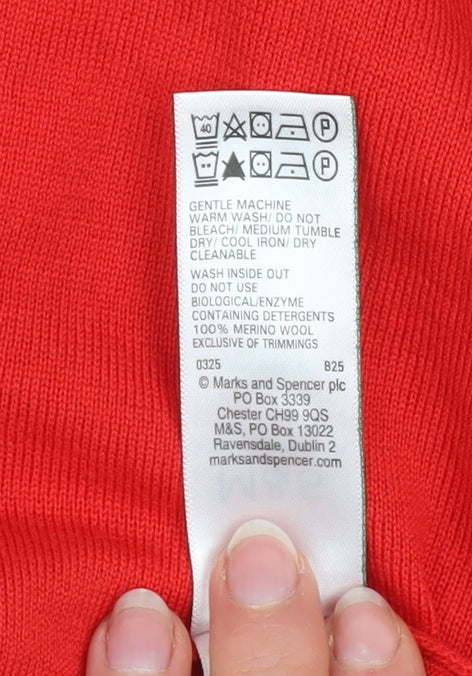 40 P
P
GENTLE MACHINE
WARM WASH/ DO NOT
BLEACH/ MEDIUM TUMBLE
DRY/ COOL IRON/ DRY
CLEANABLE
WASH INSIDE OUT
DO NOT USE
BIOLOGICAL/ENZYME
CONTAINING DETERGENTS
100% MERINO WOOL
EXCLUSIVE OF TRIMMINGS
0325 B25
© Marks and Spencer plc
PO Box 3339
Chester CH99 9QS
M&S, PO Box 13022
Ravensdale, Dublin 2
marksandspencer.com